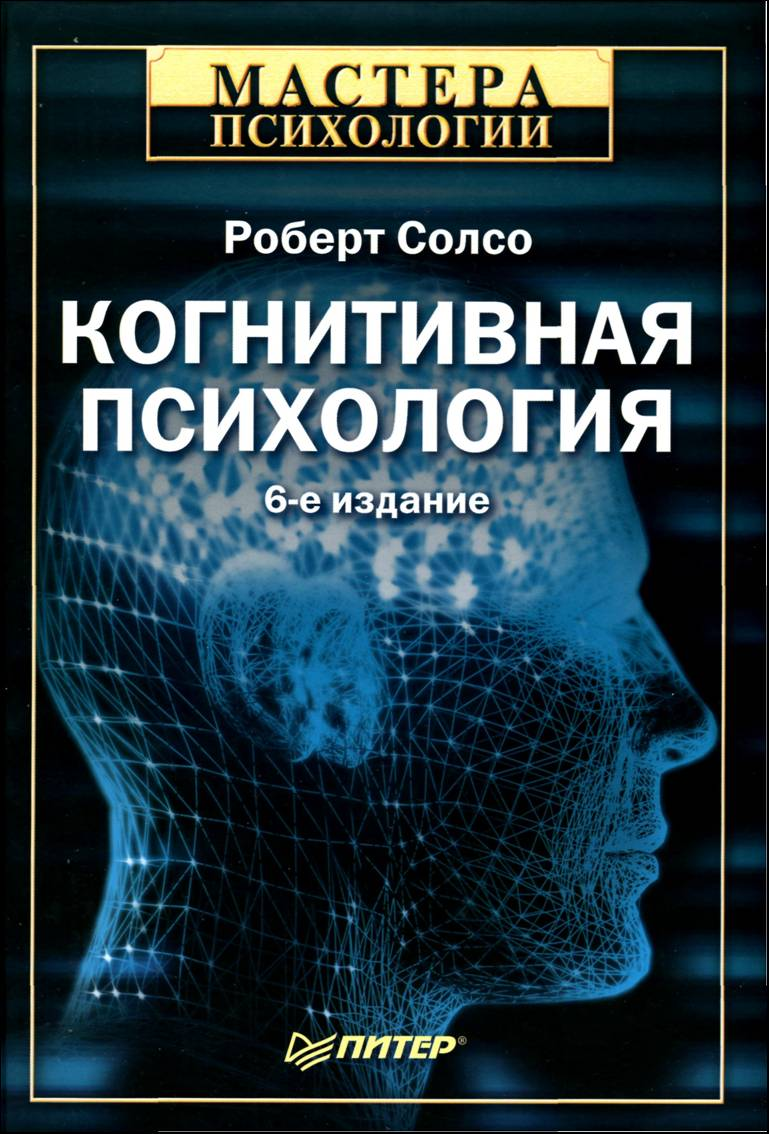 МАСТЕРА
ПСИХОЛОГИИ
Роберт Солсо
КОГНИТИВНАЯ
ПСИХОЛОГИЯ
6-е издание
ПИТЕР®